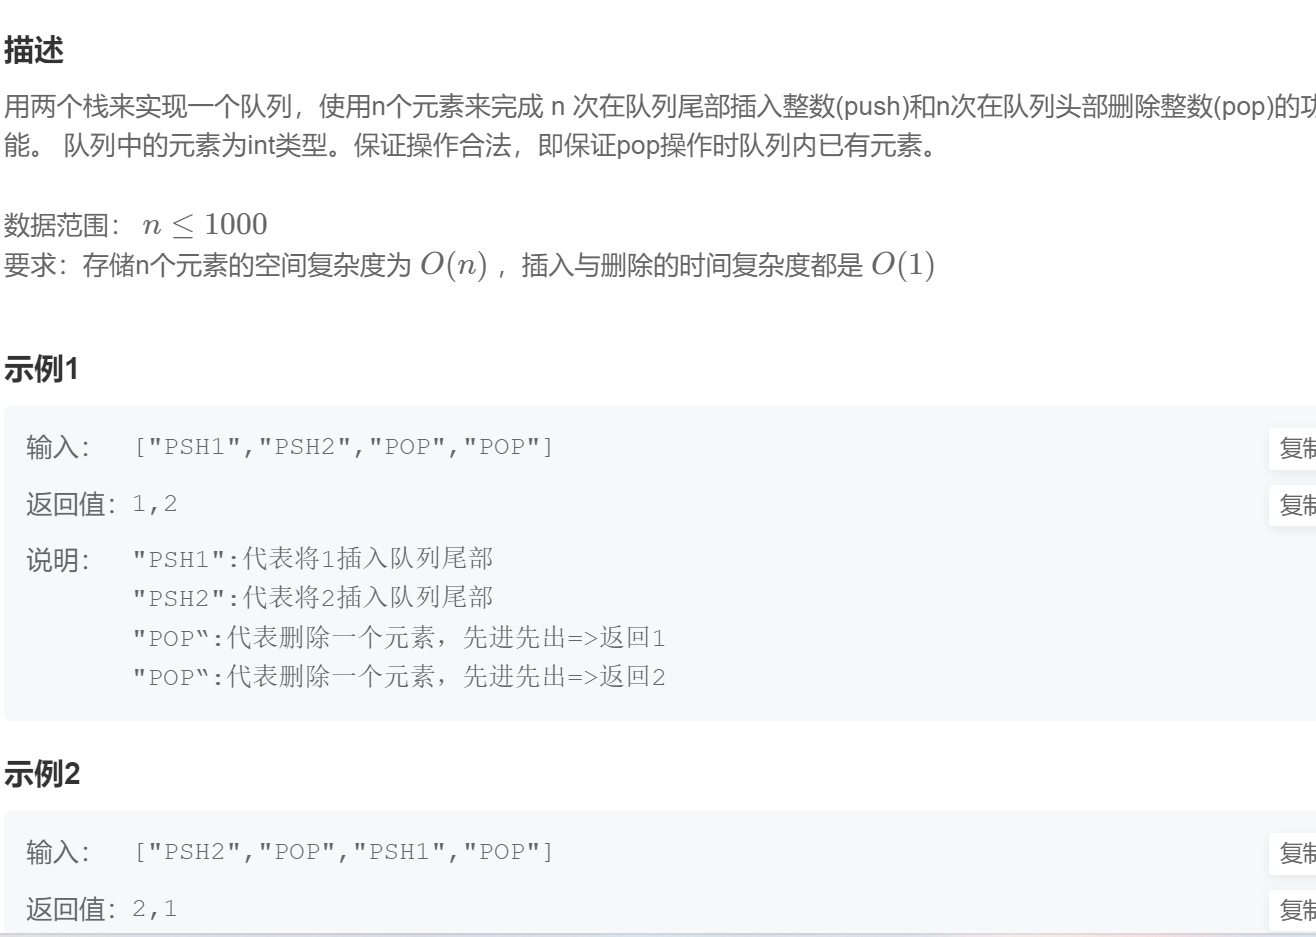 描述
用两个栈来实现一个队列，使用n个元素来完成 n 次在队列尾部插入整数(push)和n次在队列头部删除整数(pop)的功
能。 队列中的元素为int类型。保证操作合法，即保证pop操作时队列内已有元素。
数据范围： n ≤ 1000
要求：存储n个元素的空间复杂度为 O(n) ，插入与删除的时间复杂度都是 O(1)
示例1
输入： ["PSH1","PSH2","POP","POP"] 复制
返回值：1,2 复制
说明： "PSH1":代表将1插入队列尾部
"PSH2":代表将2插入队列尾部
"POP“:代表删除一个元素，先进先出=>返回1
"POP“:代表删除一个元素，先进先出=>返回2
示例2
输入： ["PSH2","POP","PSH1","POP"] 复制
返回值：2,1 复制